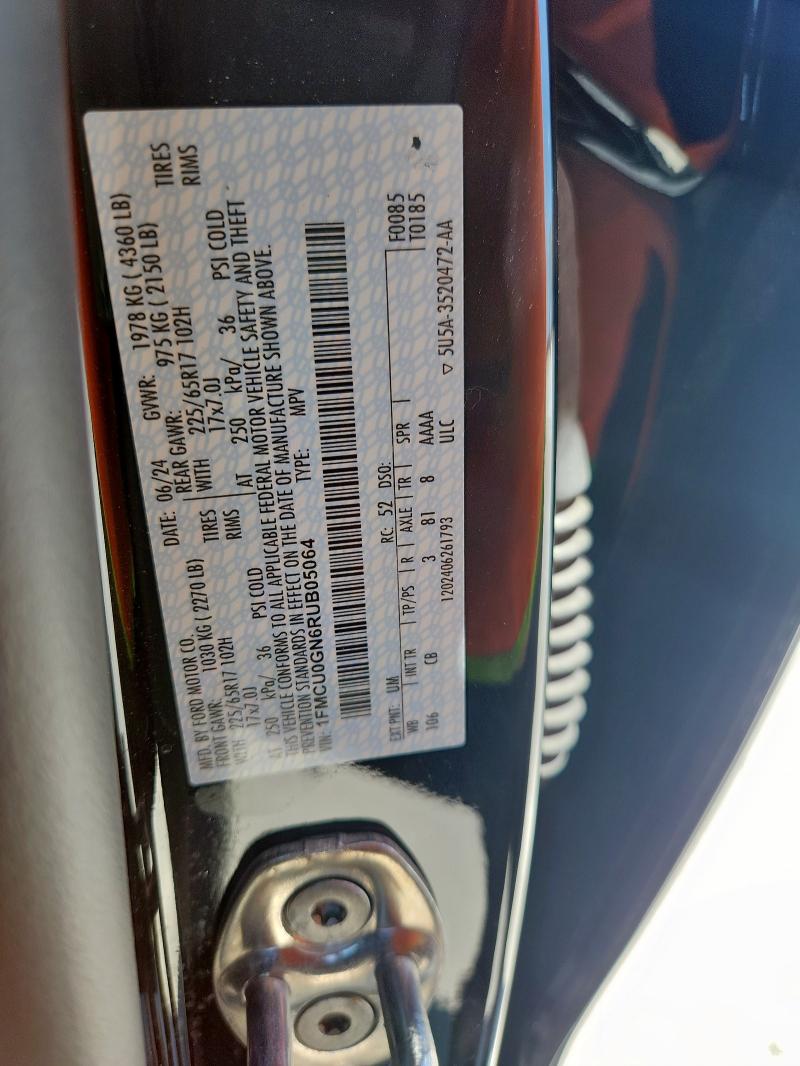 MFD. BY FORD MOTOR CO.
DATE: 06/24 GVWR: 1978 KG ( 4360 LB)
FRONT GAWR: 1030 KG ( 2270 LB) REAR GAWR: 975 KG ( 2150 LB)
WITH 225/65R17 102H TIRES WITH 225/65R17 102H TIRES
17x7.0J RIMS 17x7.0J RIMS
AT 250 kPa/ 36 PSI COLD AT 250 kPa/ 36 PSI COLD
THIS VEHICLE CONFORMS TO ALL APPLICABLE FEDERAL MOTOR VEHICLE SAFETY AND THEFT
PREVENTION STANDARDS IN EFFECT ON THE DATE OF MANUFACTURE SHOWN ABOVE.
VIN: 1FMCU0GN6RUB05064 TYPE: MPV
EXT PNT: UM RC: 52 DSO: F0085
WB INT TR TP/PS R AXLE TR SPR T0185
106 CB 3 81 8 AAAA
1202406261793 ULC ▽ 5U5A-3520472-AA